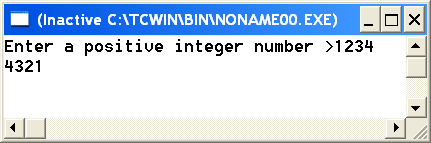 (Inactive C:\TCWIN\BIN\NONAME00.EXE)
Enter a positive integer number >1234
4321